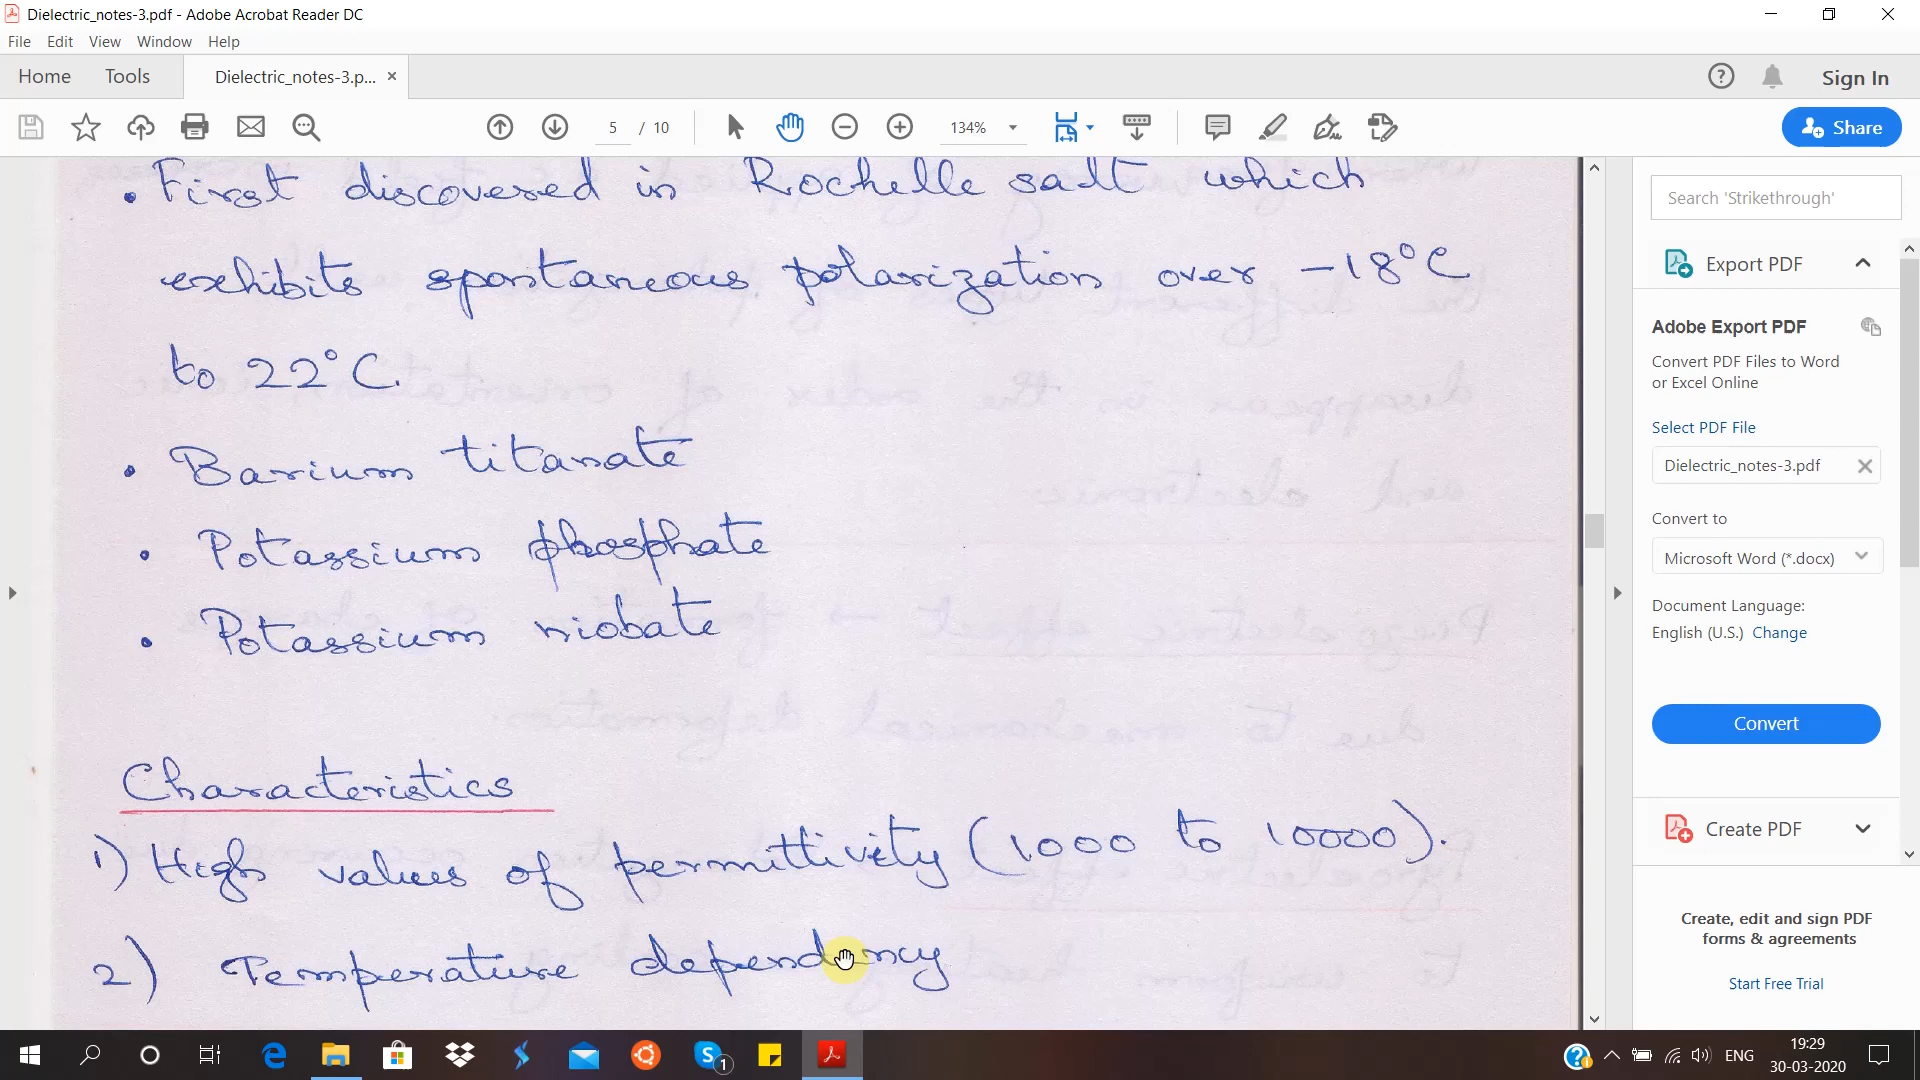 Dielectric_notes-3.pdf - Adobe Acrobat Reader DC
File Edit View Window Help
Home Tools Dielectric_notes-3.p... Sign In
5 / 10 134% Share
• First discovered in Rochelle salt which
exhibits spontaneous polarization over -18°C
to 22°C.
• Barium titanate
• Potassium phosphate
• Potassium niobate
Characteristics
1) High values of permittivity (1000 to 10000).
2) Temperature dependency
Search 'Strikethrough'
Export PDF
Adobe Export PDF
Convert PDF Files to Word
or Excel Online
Select PDF File
Dielectric_notes-3.pdf
Convert to
Microsoft Word (*.docx)
Document Language:
English (U.S.) Change
Convert
Create PDF
Create, edit and sign PDF
forms & agreements
Start Free Trial
1
ENG
19:29
30-03-2020